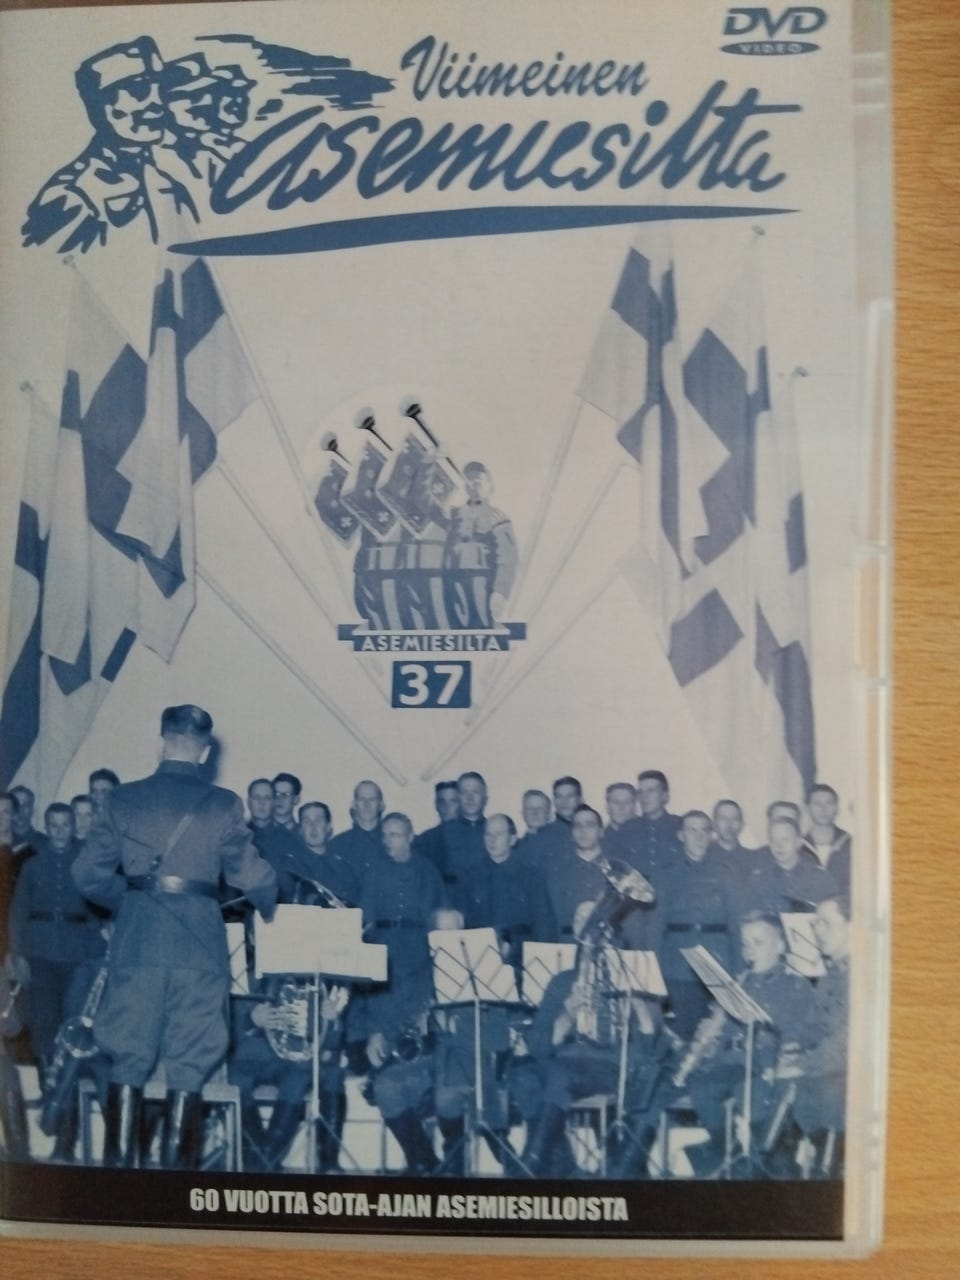 DVD
VIDEO
Viimeinen
asemiesilta
ASEMIESILTA
37
60 VUOTTA SOTA-AJAN ASEMIESILLOISTA